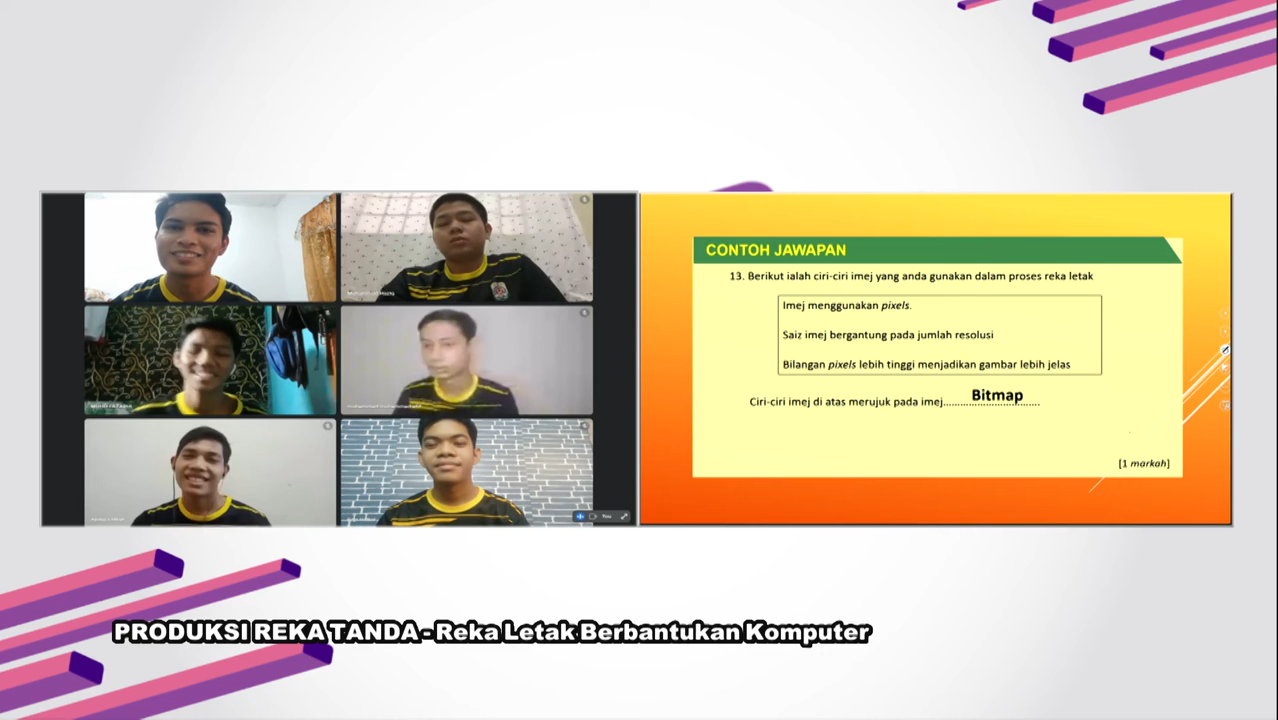 CONTOH JAWAPAN
13. Berikut ialah ciri-ciri imej yang anda gunakan dalam proses reka letak
Imej menggunakan pixels.
Saiz imej bergantung pada jumlah resolusi
Bilangan pixels lebih tinggi menjadikan gambar lebih jelas
Ciri-ciri imej di atas merujuk pada imej.......Bitmap.......
[1 markah]
You
PRODUKSI REKA TANDA - Reka Letak Berbantukan Komputer